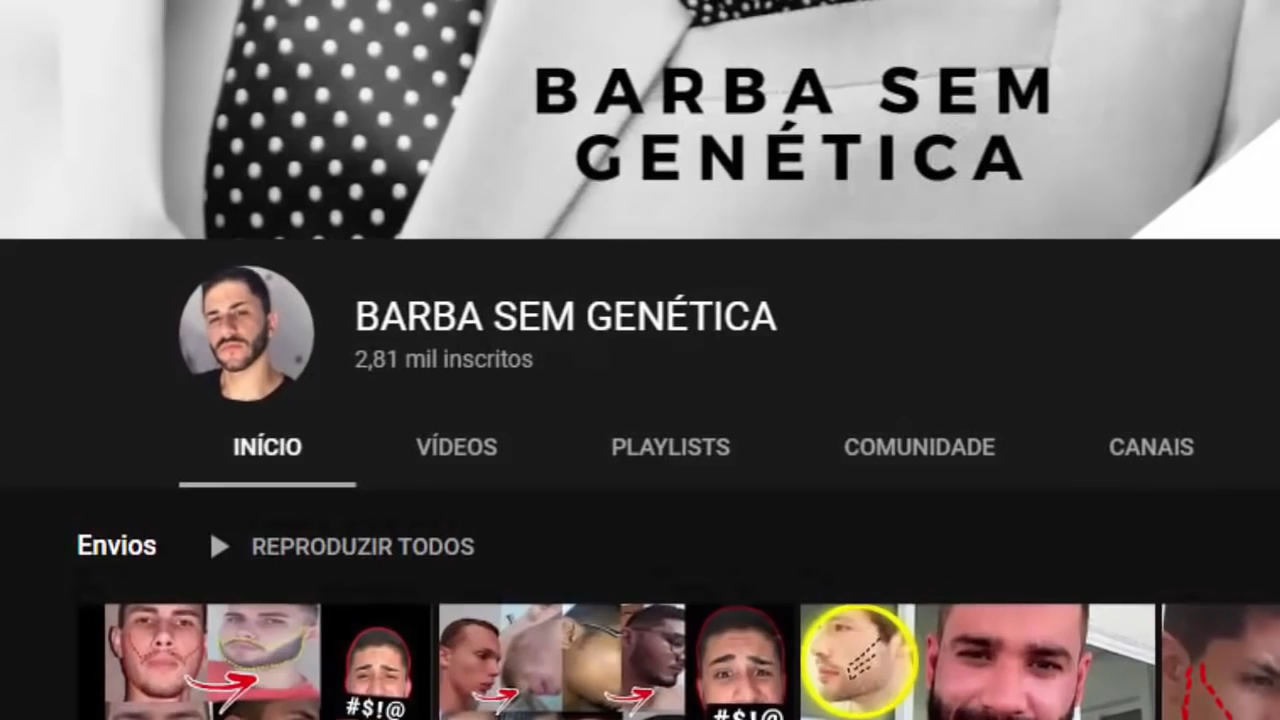 BARBA SEM
GENÉTICA
BARBA SEM GENÉTICA
2,81 mil inscritos
INÍCIO VÍDEOS PLAYLISTS COMUNIDADE CANAIS
Envios REPRODUZIR TODOS
#$!@ #$!@